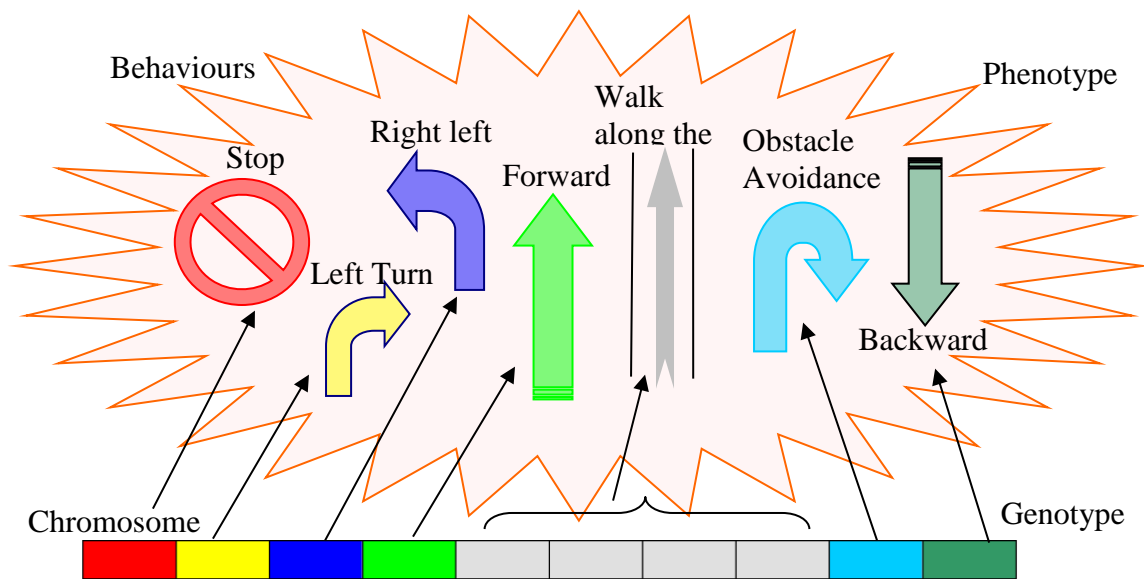 Behaviours
Phenotype
Walk
along the
Right left
Obstacle
Avoidance
Stop
Forward
Left Turn
Backward
Chromosome
Genotype